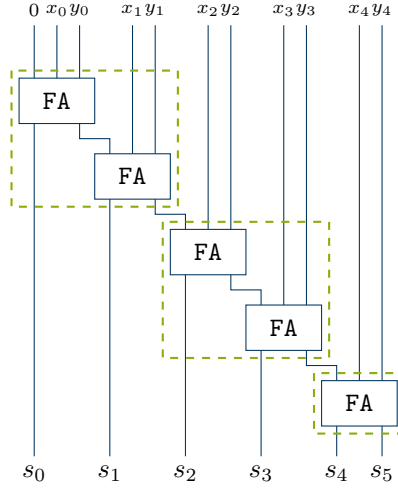 0 x₀ y₀ x₁ y₁ x₂ y₂ x₃ y₃ x₄ y₄
FA
FA
FA
FA
FA
s₀ s₁ s₂ s₃ s₄ s₅